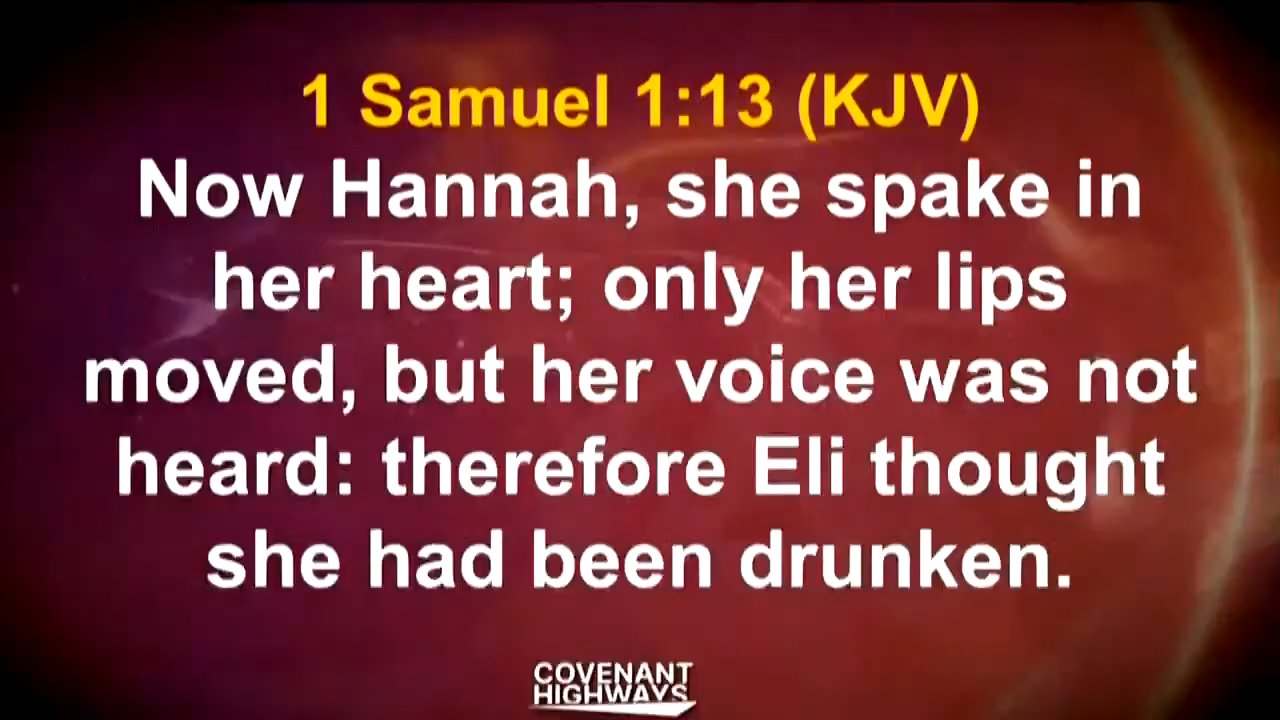 1 Samuel 1:13 (KJV)
Now Hannah, she spake in
her heart; only her lips
moved, but her voice was not
heard: therefore Eli thought
she had been drunken.
COVENANT
HIGHWAYS